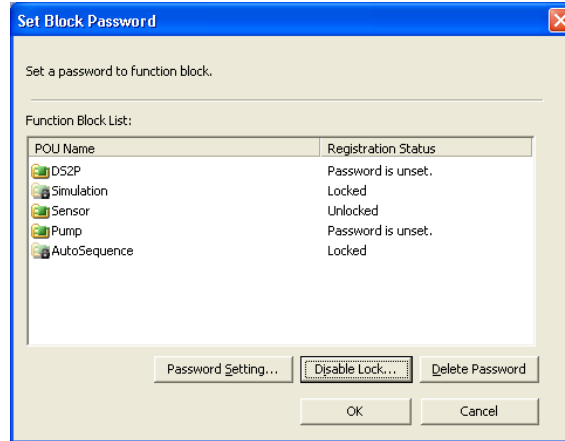 Set Block Password
Set a password to function block.
Function Block List:
POU Name Registration Status
DS2P Password is unset.
Simulation Locked
Sensor Unlocked
Pump Password is unset.
AutoSequence Locked
Password Setting... Disable Lock... Delete Password
OK Cancel